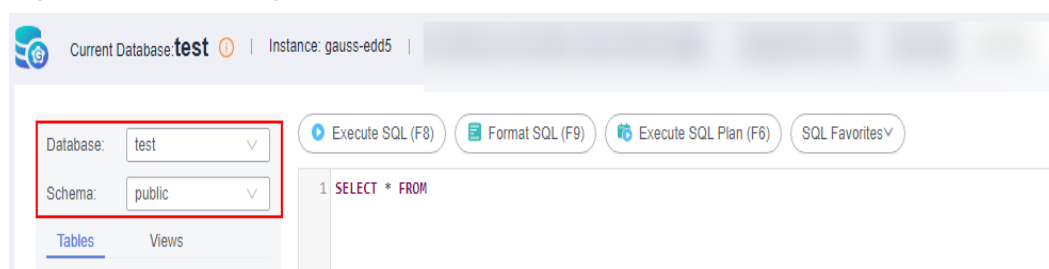 Current Database:test | Instance: gauss-edd5 |
Database: test
Schema: public
Tables Views
Execute SQL (F8) Format SQL (F9) Execute SQL Plan (F6) SQL Favorites
1 SELECT * FROM